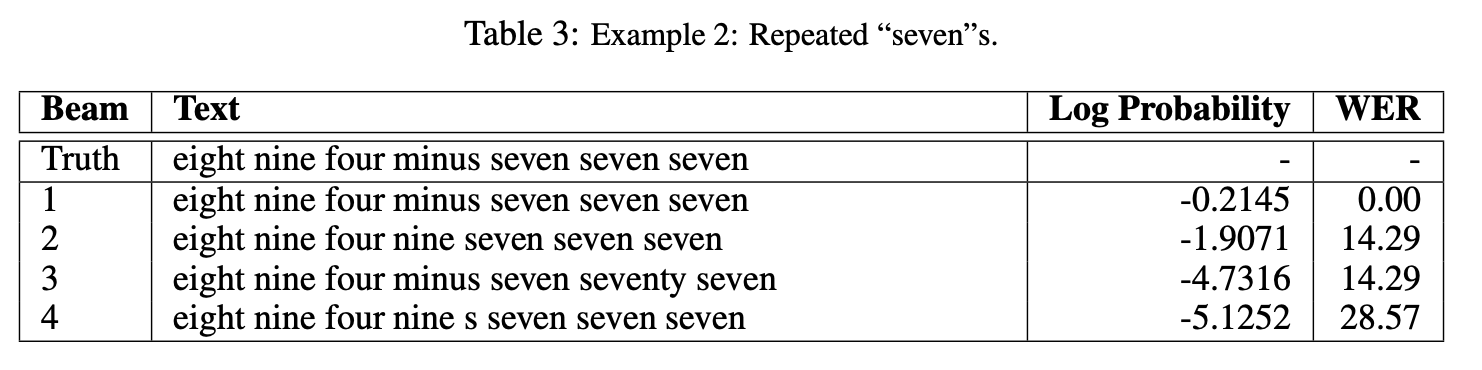 Table 3: Example 2: Repeated “seven”s.
Beam Text Log Probability WER
Truth eight nine four minus seven seven seven - -
1 eight nine four minus seven seven seven -0.2145 0.00
2 eight nine four nine seven seven seven -1.9071 14.29
3 eight nine four minus seven seventy seven -4.7316 14.29
4 eight nine four nine s seven seven seven -5.1252 28.57